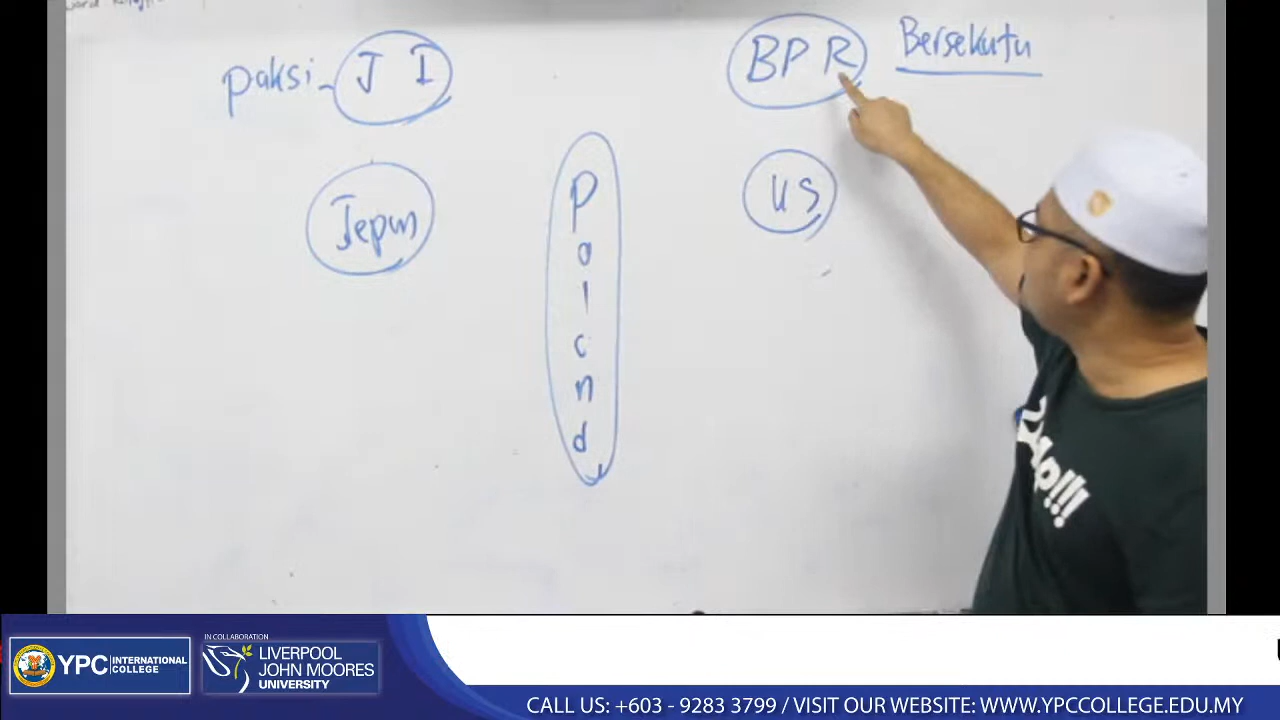 paksi - J I
BPR
Bersekutu
Jepun
US
Polcnd
YPC INTERNATIONAL COLLEGE
IN COLLABORATION
LIVERPOOL
JOHN MOORES
UNIVERSITY
CALL US: +603 - 9283 3799 / VISIT OUR WEBSITE: WWW.YPCCOLLEGE.EDU.MY